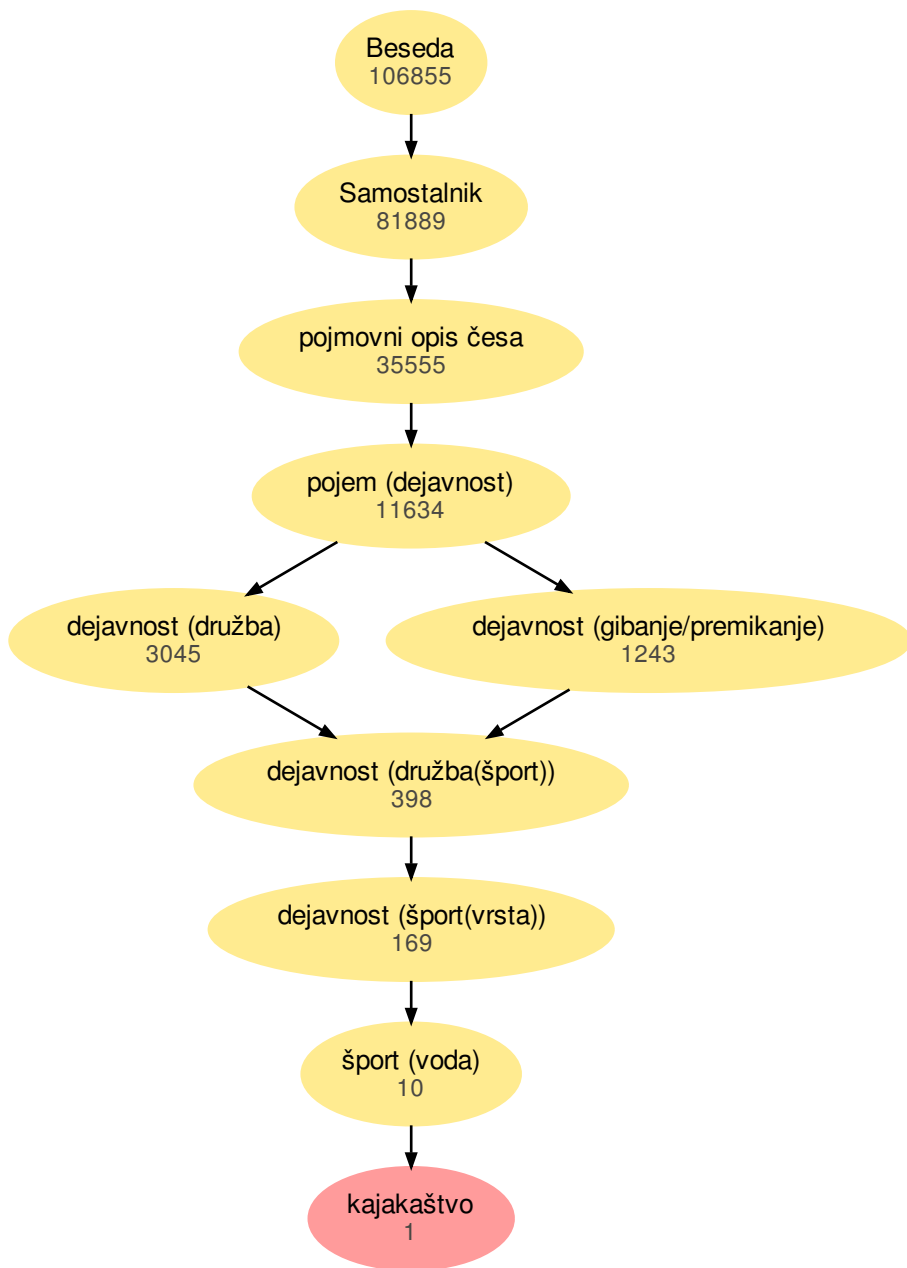 Beseda
106855
Samostalnik
81889
pojmovni opis česa
35555
pojem (dejavnost)
11634
dejavnost (družba)
3045
dejavnost (gibanje/premikanje)
1243
dejavnost (družba(šport))
398
dejavnost (šport(vrsta))
169
šport (voda)
10
kajakaštvo
1